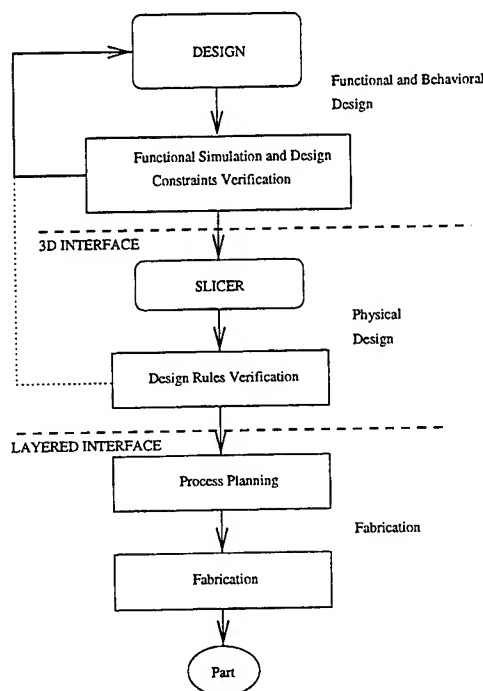 DESIGN
Functional and Behavioral
Design
Functional Simulation and Design
Constraints Verification
3D INTERFACE
SLICER
Physical
Design
Design Rules Verification
LAYERED INTERFACE
Process Planning
Fabrication
Fabrication
Part